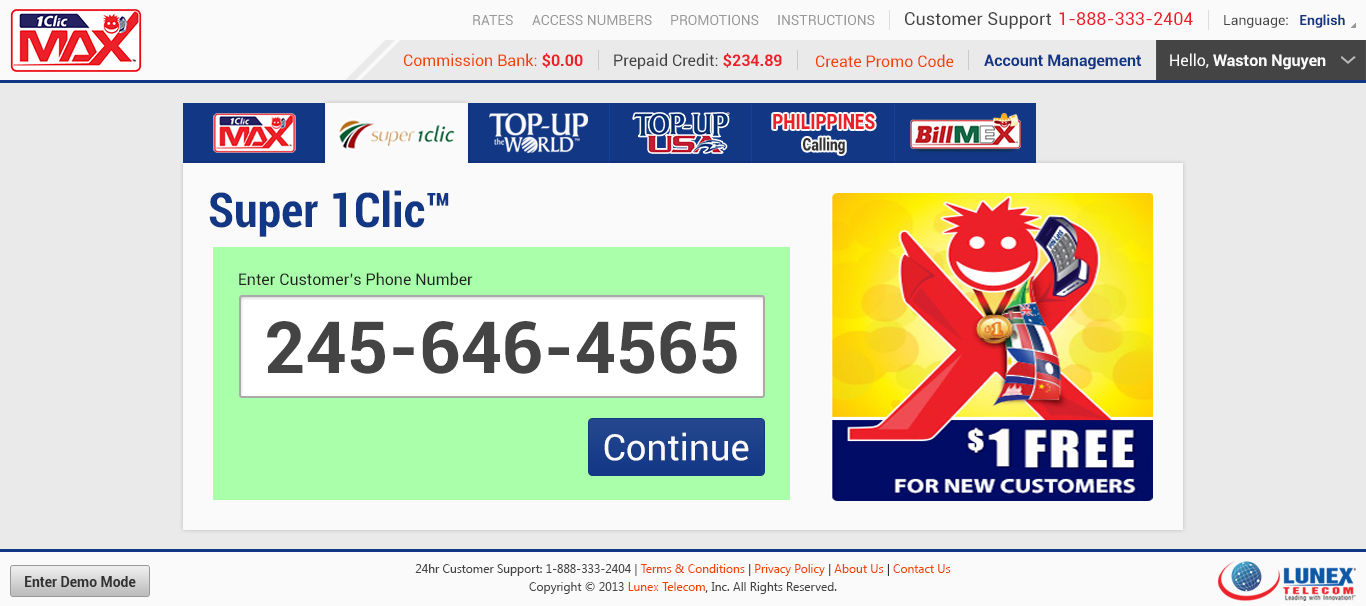 1Clic
MAX™
RATES ACCESS NUMBERS PROMOTIONS INSTRUCTIONS Customer Support 1-888-333-2404 Language: English
Commission Bank: $0.00 Prepaid Credit: $234.89 Create Promo Code Account Management Hello, Waston Nguyen
1Clic
MAX
super 1clic
TOP-UP
the WORLD™
TOP-UP
USA
PHILIPPINES
Calling
BillMEX
Super 1Clic™
Enter Customer's Phone Number
245-646-4565
Continue
$1
$1 FREE
FOR NEW CUSTOMERS
Enter Demo Mode
24hr Customer Support: 1-888-333-2404 | Terms & Conditions | Privacy Policy | About Us | Contact Us
Copyright © 2013 Lunex Telecom, Inc. All Rights Reserved.
LUNEX
TELECOM
Leading with Innovation!™